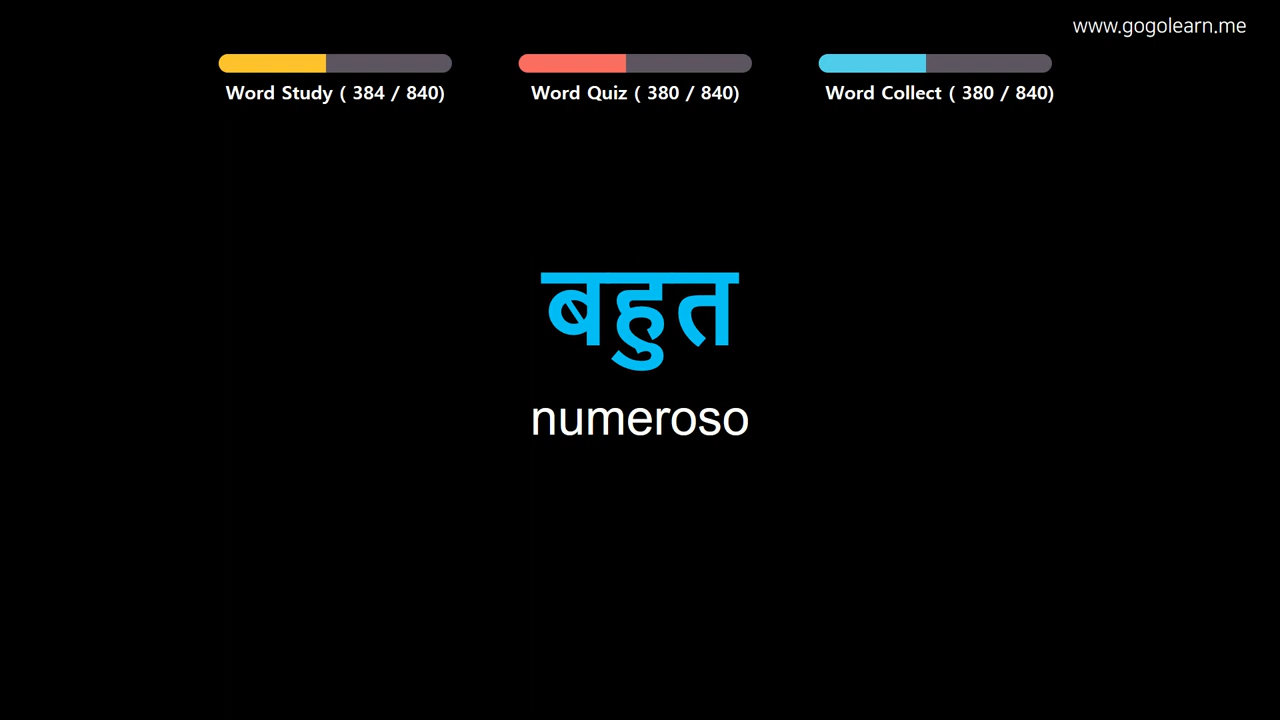 www.gogolearn.me
Word Study ( 384 / 840)
Word Quiz ( 380 / 840)
Word Collect ( 380 / 840)
बहुत
numeroso